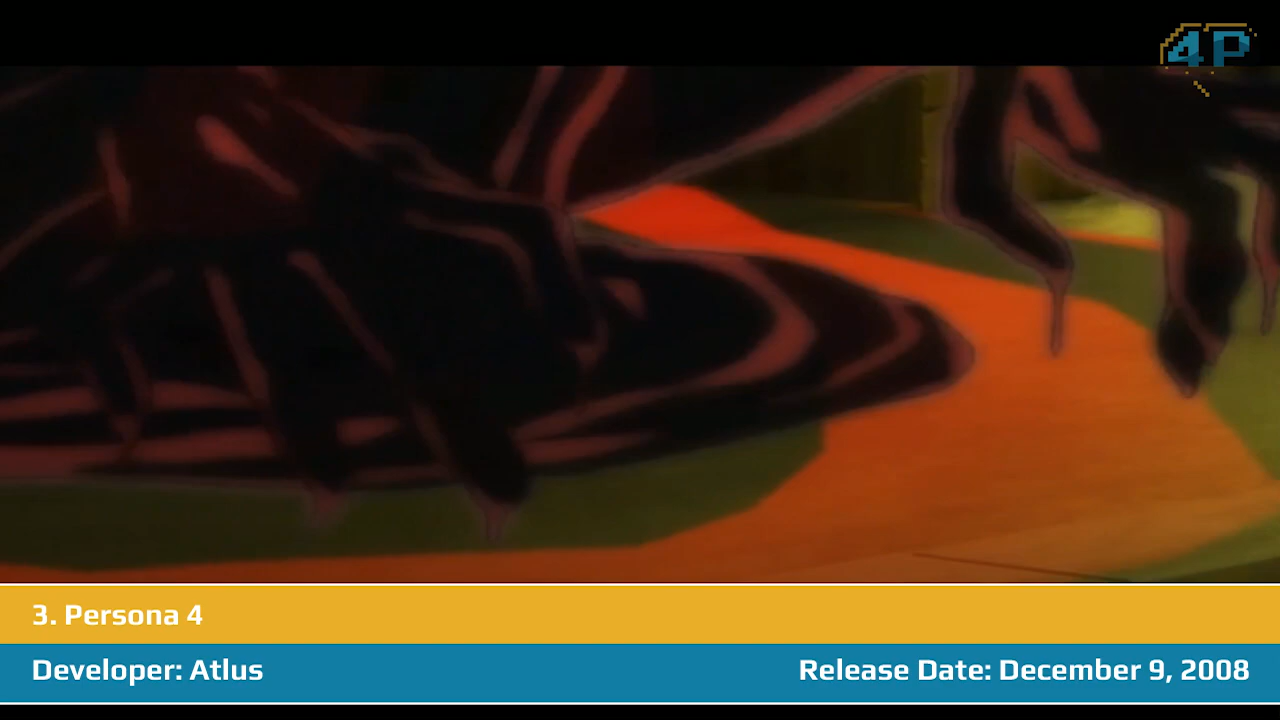 4P
3. Persona 4
Developer: Atlus
Release Date: December 9, 2008